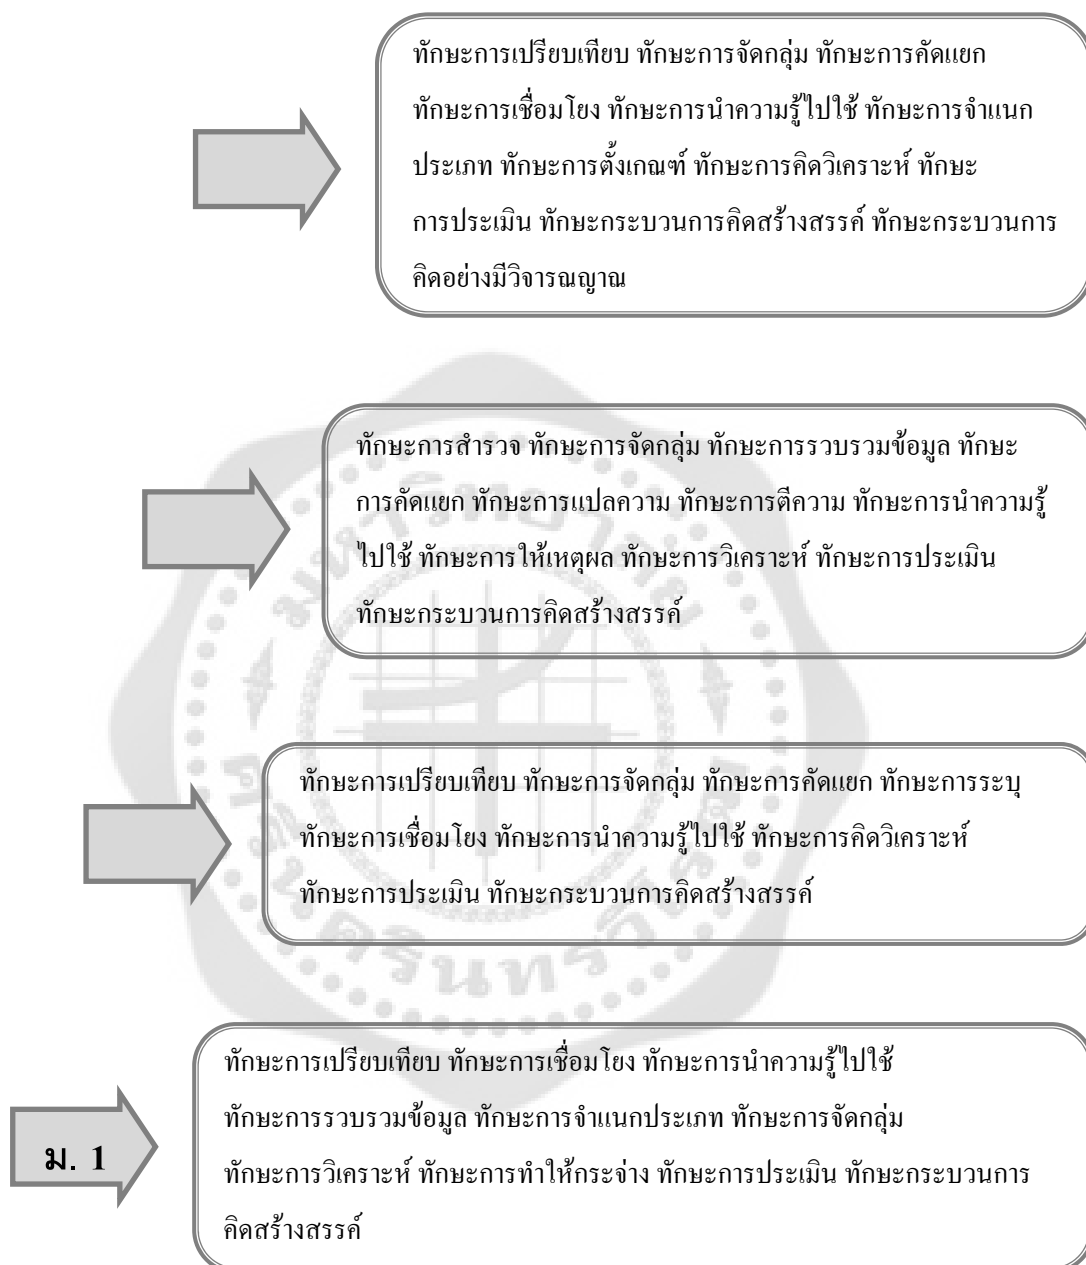 ทักษะการเปรียบเทียบ ทักษะการจัดกลุ่ม ทักษะการคัดแยก
ทักษะการเชื่อมโยง ทักษะการนำความรู้ไปใช้ ทักษะการจำแนก
ประเภท ทักษะการตั้งเกณฑ์ ทักษะการคิดวิเคราะห์ ทักษะ
การประเมิน ทักษะกระบวนการคิดสร้างสรรค์ ทักษะกระบวนการ
คิดอย่างมีวิจารณญาณ
ทักษะการสำรวจ ทักษะการจัดกลุ่ม ทักษะการรวบรวมข้อมูล ทักษะ
การคัดแยก ทักษะการแปลความ ทักษะการตีความ ทักษะการนำความรู้
ไปใช้ ทักษะการให้เหตุผล ทักษะการวิเคราะห์ ทักษะการประเมิน
ทักษะกระบวนการคิดสร้างสรรค์
ทักษะการเปรียบเทียบ ทักษะการจัดกลุ่ม ทักษะการคัดแยก ทักษะการระบุ
ทักษะการเชื่อมโยง ทักษะการนำความรู้ไปใช้ ทักษะการคิดวิเคราะห์
ทักษะการประเมิน ทักษะกระบวนการคิดสร้างสรรค์
ม. 1
ทักษะการเปรียบเทียบ ทักษะการเชื่อมโยง ทักษะการนำความรู้ไปใช้
ทักษะการรวบรวมข้อมูล ทักษะการจำแนกประเภท ทักษะการจัดกลุ่ม
ทักษะการวิเคราะห์ ทักษะการทำให้กระจ่าง ทักษะการประเมิน ทักษะกระบวนการ
คิดสร้างสรรค์
มหาวิทยาลัย
ศรีนครินทรวิโรฒ